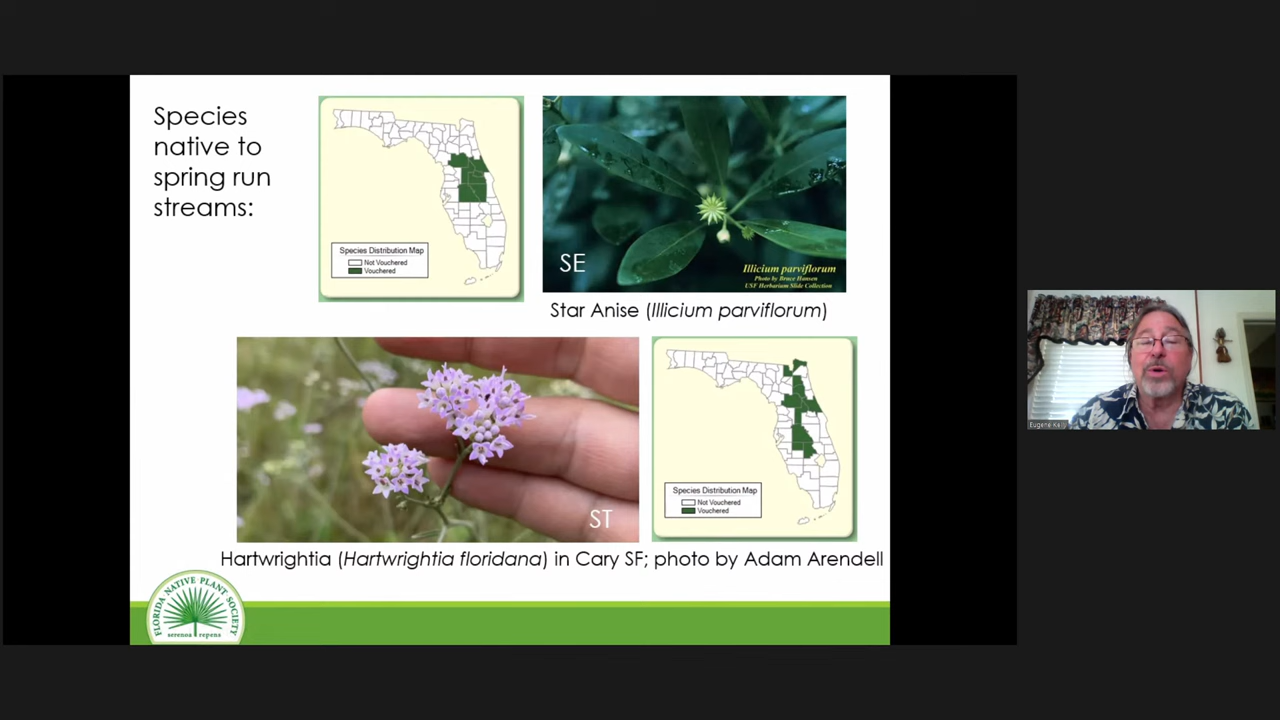 Species
native to
spring run
streams:
Species Distribution Map
Not Vouchered
Vouchered
SE
Illicium parviflorum
Photo by Bruce Hansen
USF Herbarium Slide Collection
Star Anise (Illicium parviflorum)
ST
Species Distribution Map
Not Vouchered
Vouchered
Hartwrightia (Hartwrightia floridana) in Cary SF; photo by Adam Arendell
FLORIDA NATIVE PLANT SOCIETY
serenoa repens
Eugene Kelly